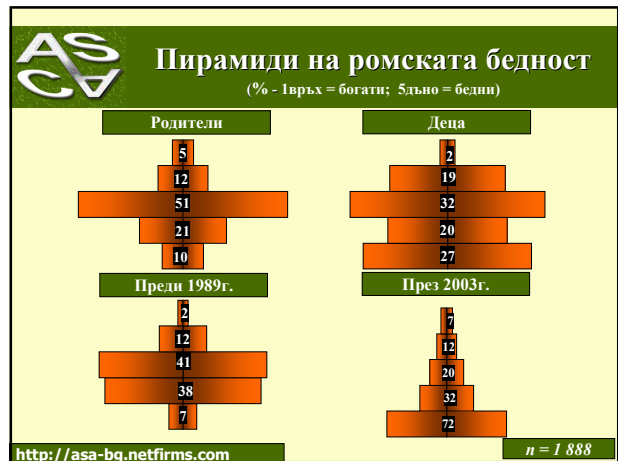 ASA
Пирамиди на ромската бедност
(% - 1връх = богати; 5дъно = бедни)
Родители
5
12
51
21
10
Деца
2
19
32
20
27
Преди 1989г.
2
12
41
38
7
През 2003г.
7
12
20
32
72
http://asa-bg.netfirms.com
n = 1 888